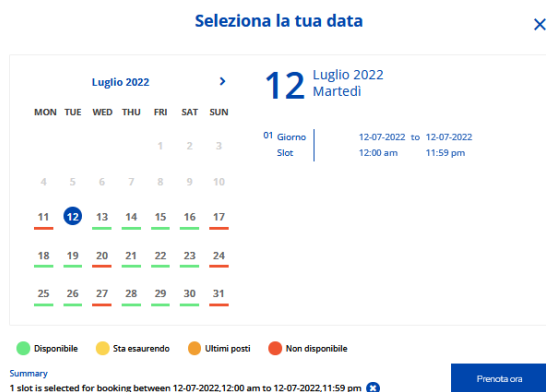 Seleziona la tua data
×
Luglio 2022 >
MON TUE WED THU FRI SAT SUN
1 2 3
4 5 6 7 8 9 10
11 12 13 14 15 16 17
18 19 20 21 22 23 24
25 26 27 28 29 30 31
12 Luglio 2022
Martedì
01 Giorno 12-07-2022 to 12-07-2022
Slot 12:00 am 11:59 pm
Disponibile Sta esaurendo Ultimi posti Non disponibile
Summary
1 slot is selected for booking between 12-07-2022,12:00 am to 12-07-2022,11:59 pm
Prenota ora